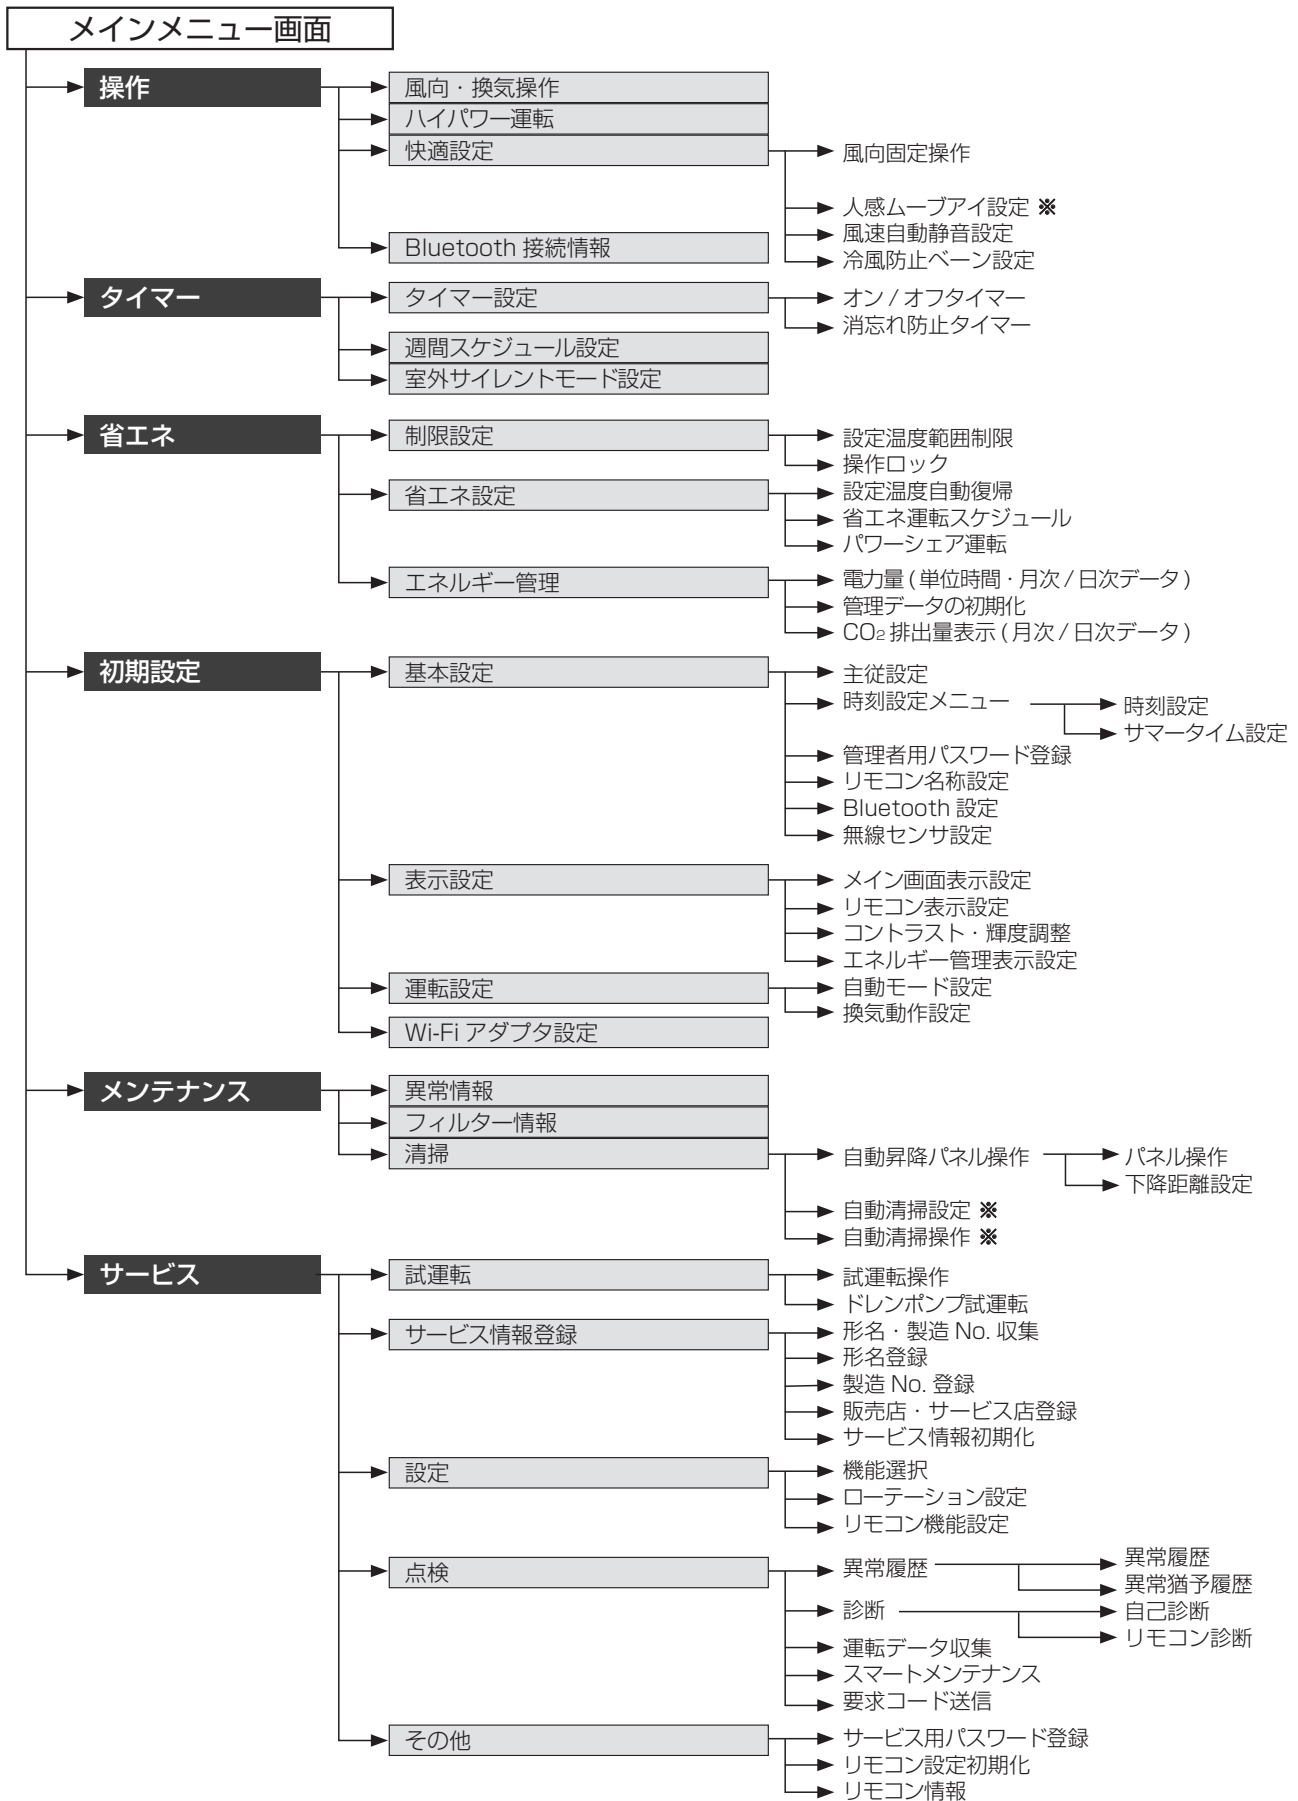 メインメニュー画面
操作
風向・換気操作
ハイパワー運転
快適設定
風向固定操作
人感ムーブアイ設定 ※
風速自動静音設定
冷風防止ベーン設定
Bluetooth 接続情報
タイマー
タイマー設定
オン / オフタイマー
消忘れ防止タイマー
週間スケジュール設定
室外サイレントモード設定
省エネ
制限設定
設定温度範囲制限
操作ロック
省エネ設定
設定温度自動復帰
省エネ運転スケジュール
パワーシェア運転
エネルギー管理
電力量 ( 単位時間・月次 / 日次データ )
管理データの初期化
CO₂ 排出量表示 ( 月次 / 日次データ )
初期設定
基本設定
主従設定
時刻設定メニュー
時刻設定
サマータイム設定
管理者用パスワード登録
リモコン名称設定
Bluetooth 設定
無線センサ設定
表示設定
メイン画面表示設定
リモコン表示設定
コントラスト・輝度調整
エネルギー管理表示設定
運転設定
自動モード設定
換気動作設定
Wi-Fi アダプタ設定
メンテナンス
異常情報
フィルター情報
清掃
自動昇降パネル操作
パネル操作
下降距離設定
自動清掃設定 ※
自動清掃操作 ※
サービス
試運転
試運転操作
ドレンポンプ試運転
サービス情報登録
形名・製造 No. 収集
形名登録
製造 No. 登録
販売店・サービス店登録
サービス情報初期化
設定
機能選択
ローテーション設定
リモコン機能設定
点検
異常履歴
異常履歴
異常猶予履歴
診断
自己診断
リモコン診断
運転データ収集
スマートメンテナンス
要求コード送信
その他
サービス用パスワード登録
リモコン設定初期化
リモコン情報